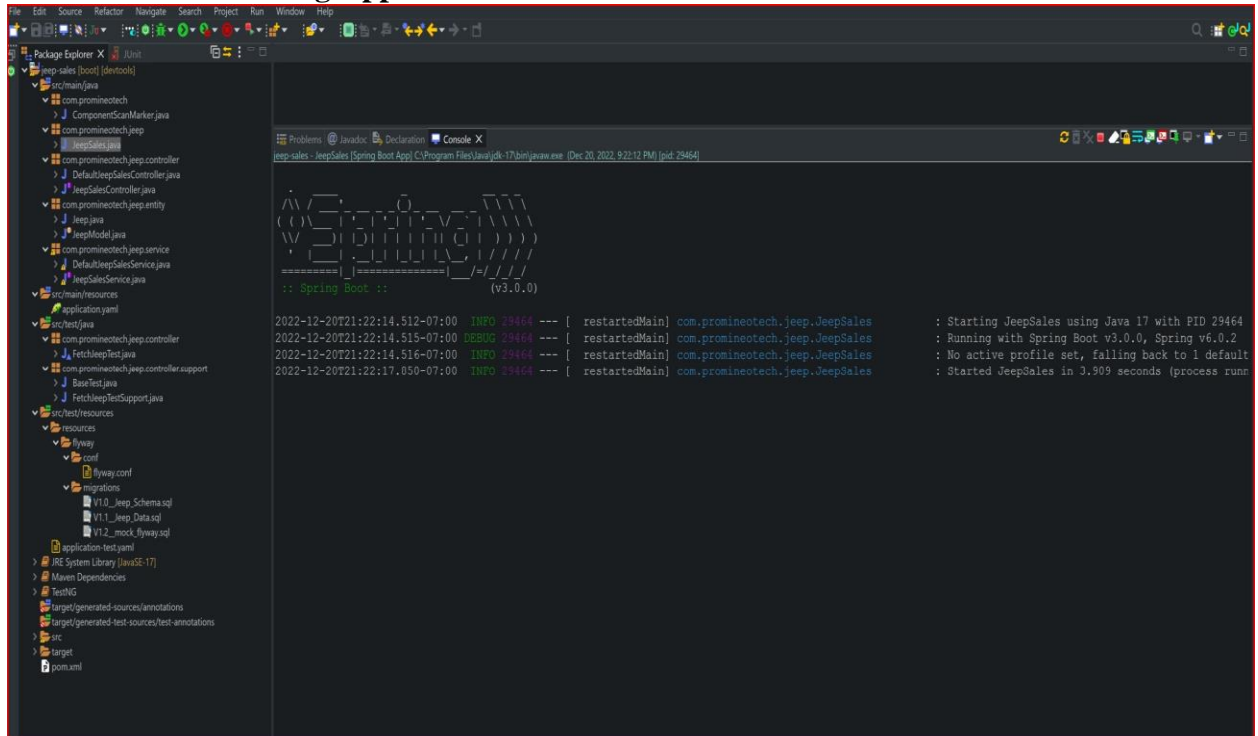 File Edit Source Refactor Navigate Search Project Run Window Help
Package Explorer X JUnit
jeep-sales [boot] [devtools]
src/main/java
com.promineotech
ComponentScanMarker.java
com.promineotech.jeep
JeepSales.java
com.promineotech.jeep.controller
DefaultJeepSalesController.java
JeepSalesController.java
com.promineotech.jeep.entity
Jeep.java
JeepModel.java
com.promineotech.jeep.service
DefaultJeepSalesService.java
JeepSalesService.java
src/main/resources
application.yaml
src/test/java
com.promineotech.jeep.controller
FetchJeepTest.java
com.promineotech.jeep.controller.support
BaseTest.java
FetchJeepTestSupport.java
src/test/resources
resources
flyway
conf
flyway.conf
migrations
V1.0__Jeep_Schema.sql
V1.1__Jeep_Data.sql
V1.2__mock_flyway.sql
application-test.yaml
JRE System Library [JavaSE-17]
Maven Dependencies
TestNG
target/generated-sources/annotations
target/generated-test-sources/test-annotations
src
target
pom.xml
Problems @ Javadoc Declaration Console X
jeep-sales - JeepSales [Spring Boot App] C:\Program Files\Java\jdk-17\bin\javaw.exe (Dec 20, 2022, 9:22:12 PM) [pid: 29464]
Spring
:: Spring Boot :: (v3.0.0)
2022-12-20T21:22:14.512-07:00 INFO 29464 --- [ restartedMain] com.promineotech.jeep.JeepSales : Starting JeepSales using Java 17 with PID 29464
2022-12-20T21:22:14.515-07:00 DEBUG 29464 --- [ restartedMain] com.promineotech.jeep.JeepSales : Running with Spring Boot v3.0.0, Spring v6.0.2
2022-12-20T21:22:14.516-07:00 INFO 29464 --- [ restartedMain] com.promineotech.jeep.JeepSales : No active profile set, falling back to 1 default
2022-12-20T21:22:17.850-07:00 INFO 29464 --- [ restartedMain] com.promineotech.jeep.JeepSales : Started JeepSales in 3.909 seconds (process runn